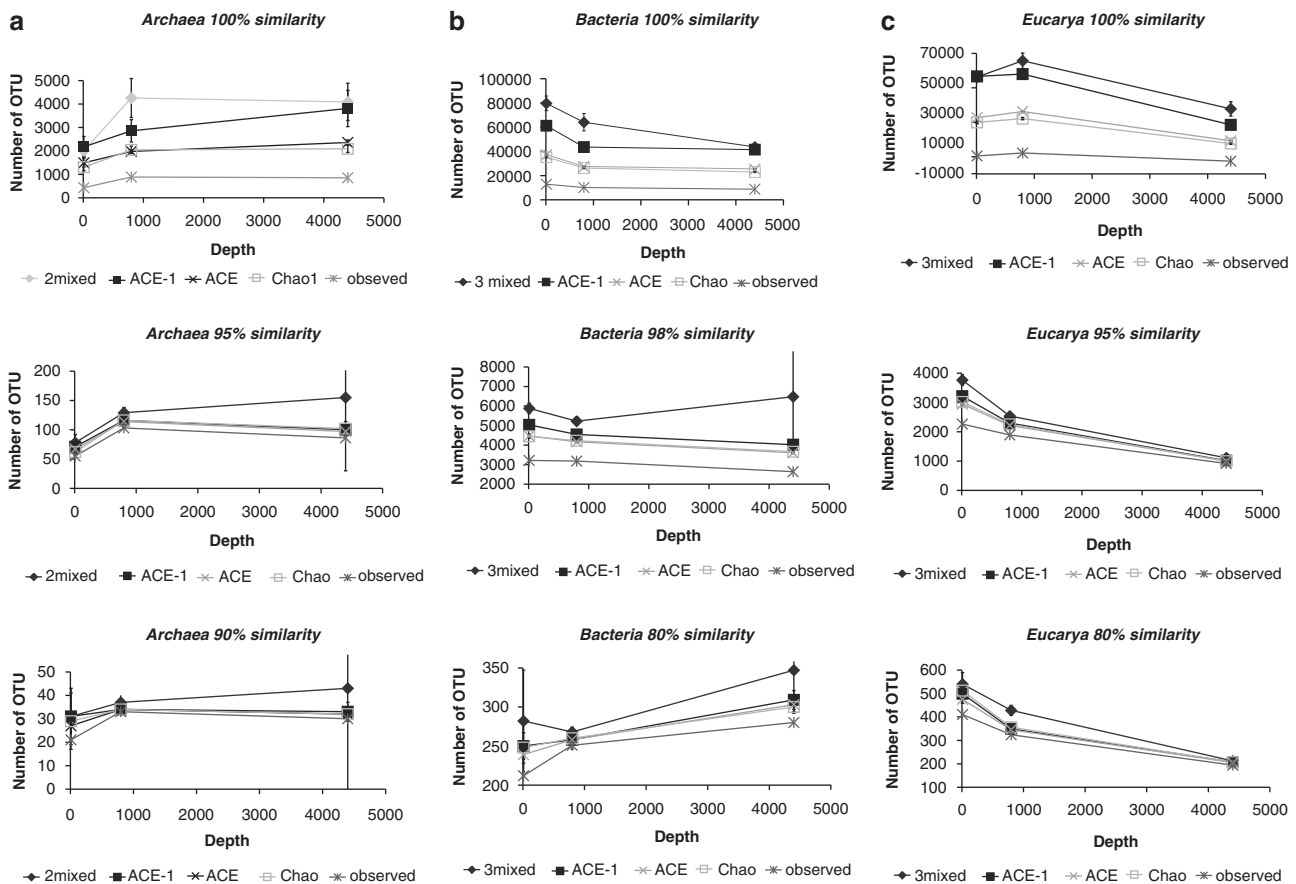 a
Archaea 100% similarity
Number of OTU
5000
4000
3000
2000
1000
0
0 1000 2000 3000 4000 5000
Depth
2mixed ACE-1 ACE Chao1 obseved
b
Bacteria 100% similarity
Number of OTU
100000
80000
60000
40000
20000
0
0 1000 2000 3000 4000 5000
Depth
3 mixed ACE-1 ACE Chao observed
c
Eucarya 100% similarity
Number of OTU
70000
50000
30000
10000
-10000
0 1000 2000 3000 4000 5000
Depth
3mixed ACE-1 ACE Chao observed
Archaea 95% similarity
Number of OTU
200
150
100
50
0
0 1000 2000 3000 4000 5000
Depth
2mixed ACE-1 ACE Chao observed
Bacteria 98% similarity
Number of OTU
8000
7000
6000
5000
4000
3000
2000
0 1000 2000 3000 4000 5000
Depth
3mixed ACE-1 ACE Chao observed
Eucarya 95% similarity
Number of OTU
4000
3000
2000
1000
0
0 1000 2000 3000 4000 5000
Depth
3mixed ACE-1 ACE Chao observed
Archaea 90% similarity
Number of OTU
50
40
30
20
10
0
0 1000 2000 3000 4000 5000
Depth
2mixed ACE-1 ACE Chao observed
Bacteria 80% similarity
Number of OTU
350
300
250
200
0 1000 2000 3000 4000 5000
Depth
3mixed ACE-1 ACE Chao observed
Eucarya 80% similarity
Number of OTU
600
500
400
300
200
100
0 1000 2000 3000 4000 5000
Depth
3mixed ACE-1 ACE Chao observed